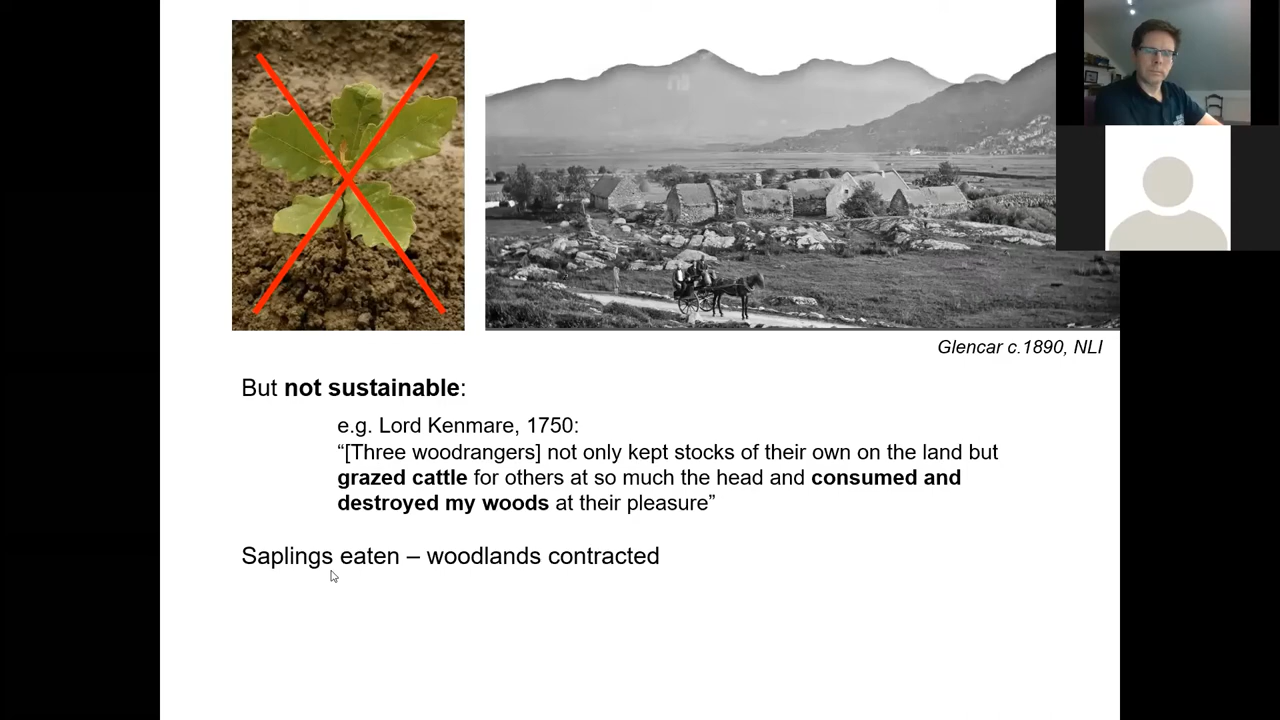 Glencar c.1890, NLI
But not sustainable:
e.g. Lord Kenmare, 1750:
“[Three woodrangers] not only kept stocks of their own on the land but
grazed cattle for others at so much the head and consumed and
destroyed my woods at their pleasure”
Saplings eaten – woodlands contracted